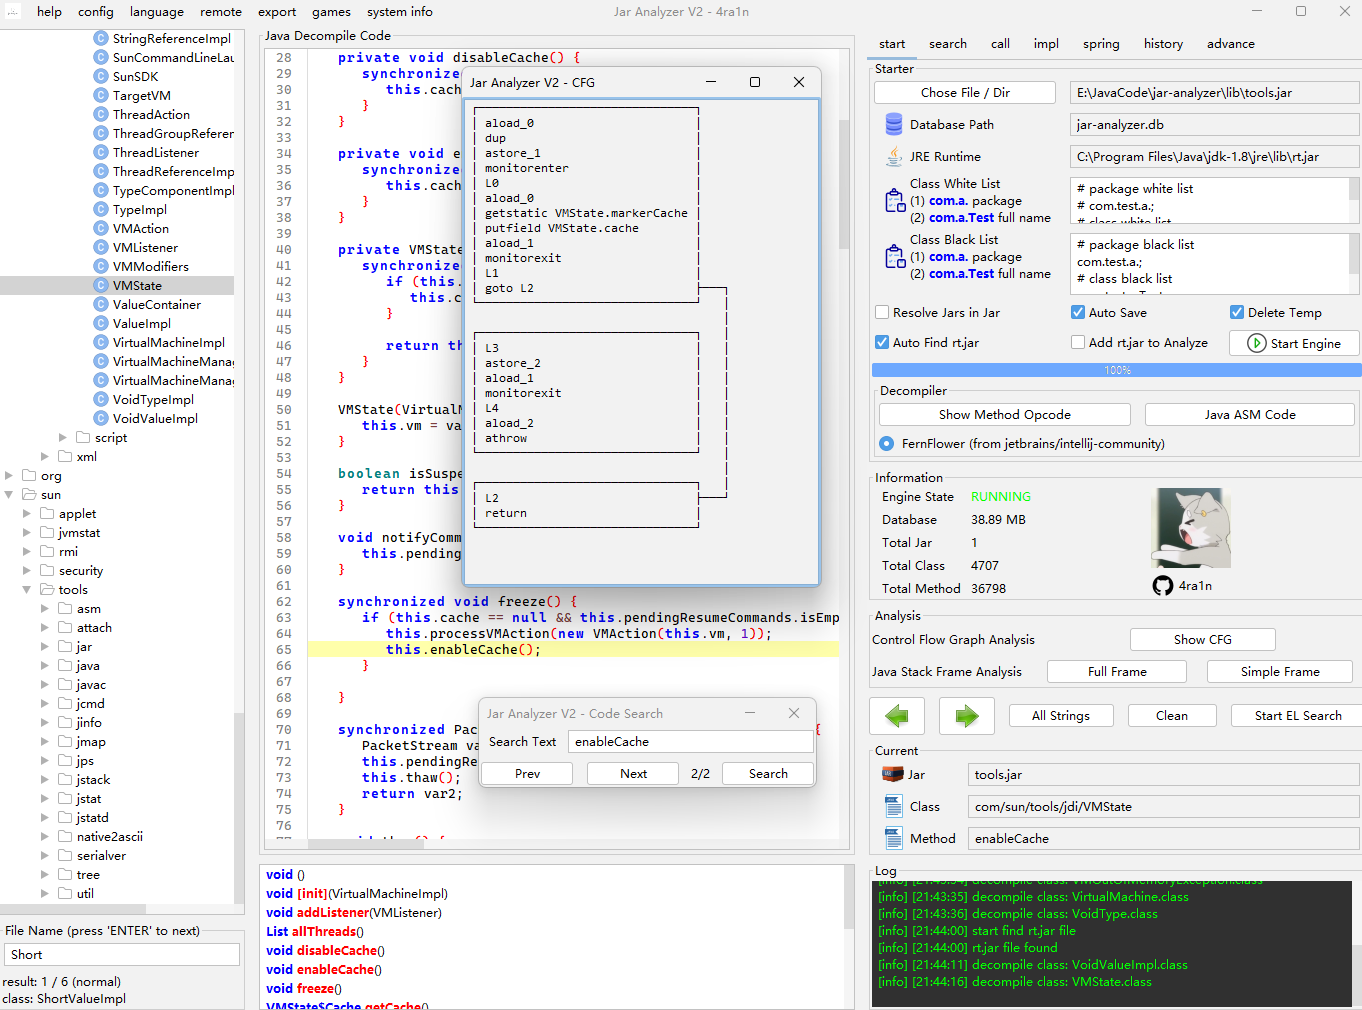 help config language remote export games system info
Jar Analyzer V2 - 4ra1n
StringReferenceImpl
SunCommandLineLau
SunSDK
TargetVM
ThreadAction
ThreadGroupReferen
ThreadListener
ThreadReferenceImp
TypeComponentImpl
TypeImpl
VMAction
VMListener
VMModifiers
VMState
ValueContainer
ValueImpl
VirtualMachineImpl
VirtualMachineMana
VirtualMachineMana
VoidTypeImpl
VoidValueImpl
script
xml
org
sun
applet
jvmstat
rmi
security
tools
asm
attach
jar
java
javac
jcmd
jinfo
jmap
jps
jstack
jstat
jstatd
native2ascii
serialver
tree
util
File Name (press 'ENTER' to next)
Short
result: 1 / 6 (normal)
class: ShortValueImpl
Java Decompile Code
28 private void disableCache() {
29 synchronize
30 this.cach
31 }
32 }
33
34 private void e
35 synchronize
36 this.cach
37 }
38 }
39
40 private VMState
41 synchronize
42 if (this.
43 this.c
44 }
45
46 return th
47 }
48 }
49
50 VMState(VirtualM
51 this.vm = va
52 }
53
54 boolean isSuspe
55 return this
56 }
57
58 void notifyComm
59 this.pending
60 }
61
62 synchronized void freeze() {
63 if (this.cache == null && this.pendingResumeCommands.isEmp
64 this.processVMAction(new VMAction(this.vm, 1));
65 this.enableCache();
66 }
67
68 }
69
70 synchronized Pac {
71 PacketStream va
72 this.pendingRe
73 this.thaw();
74 return var2;
75 }
76
Jar Analyzer V2 - CFG
aload_0
dup
astore_1
monitorenter
L0
aload_0
getstatic VMState.markerCache
putfield VMState.cache
aload_1
monitorexit
L1
goto L2
L3
astore_2
aload_1
monitorexit
L4
aload_2
athrow
L2
return
Jar Analyzer V2 - Code Search
Search Text enableCache
Prev Next 2/2 Search
void ()
void [init](VirtualMachineImpl)
void addListener(VMListener)
List allThreads()
void disableCache()
void enableCache()
void freeze()
VMState$Cache getCache()
start search call impl spring history advance
Starter
Chose File / Dir E:\JavaCode\jar-analyzer\lib\tools.jar
Database Path jar-analyzer.db
JRE Runtime C:\Program Files\Java\jdk-1.8\jre\lib\rt.jar
Class White List
(1) com.a. package
(2) com.a.Test full name
# package white list
# com.test.a.;
# class white list
Class Black List
(1) com.a. package
(2) com.a.Test full name
# package black list
com.test.a.;
# class black list
Resolve Jars in Jar Auto Save Delete Temp
Auto Find rt.jar Add rt.jar to Analyze Start Engine
100%
Decompiler
Show Method Opcode Java ASM Code
FernFlower (from jetbrains/intellij-community)
Information
Engine State RUNNING
Database 38.89 MB
Total Jar 1
Total Class 4707
Total Method 36798
4ra1n
Analysis
Control Flow Graph Analysis Show CFG
Java Stack Frame Analysis Full Frame Simple Frame
All Strings Clean Start EL Search
Current
Jar tools.jar
Class com/sun/tools/jdi/VMState
Method enableCache
Log
[info] [21:43:34] decompile class: VMOutOfMemoryException.class
[info] [21:43:35] decompile class: VirtualMachine.class
[info] [21:43:36] decompile class: VoidType.class
[info] [21:44:00] start find rt.jar file
[info] [21:44:00] rt.jar file found
[info] [21:44:11] decompile class: VoidValueImpl.class
[info] [21:44:16] decompile class: VMState.class